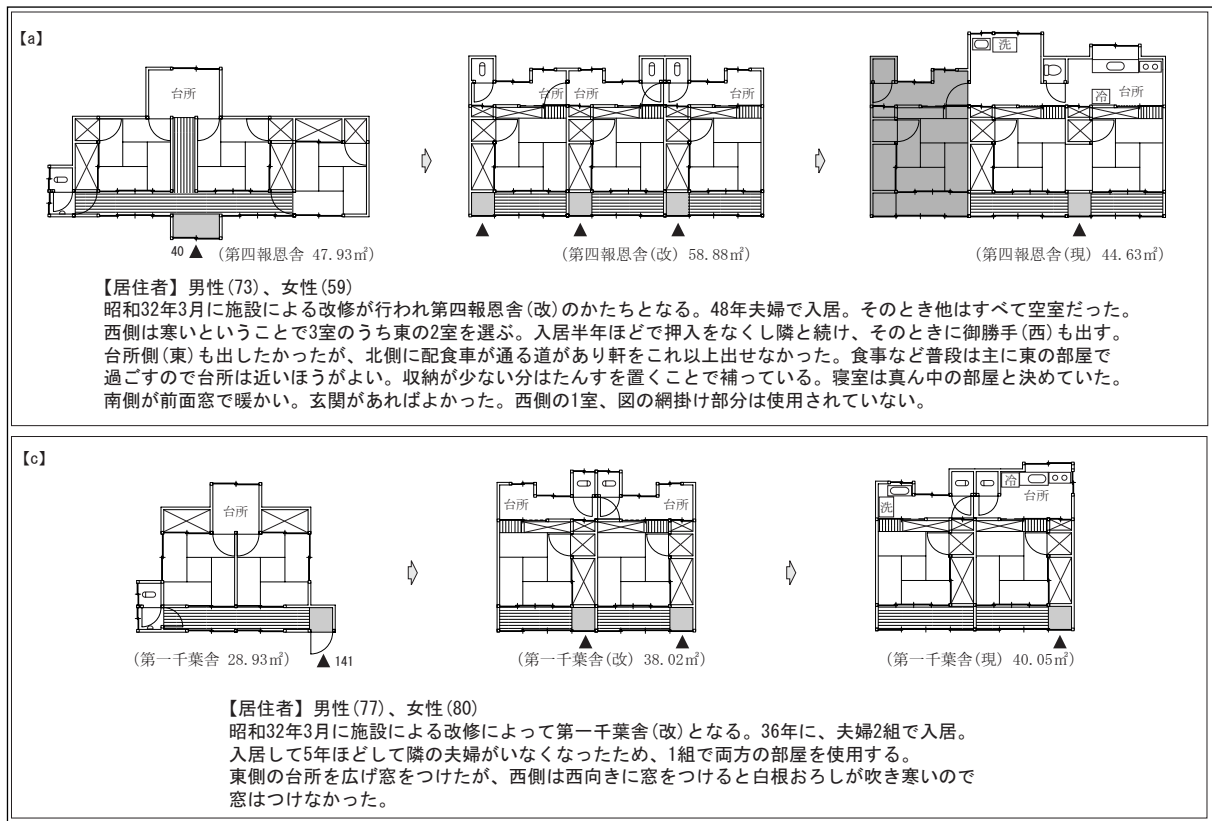 【a】
台所
40 ▲
(第四報恩舎 47.93㎡)
台所 台所 台所
▲ ▲ ▲
(第四報恩舎(改) 58.88㎡)
洗
冷 台所
▲
(第四報恩舎(現) 44.63㎡)
【居住者】男性(73)、女性(59)
昭和32年3月に施設による改修が行われ第四報恩舎(改)のかたちとなる。48年夫婦で入居。そのとき他はすべて空室だった。
西側は寒いということで3室のうち東の2室を選ぶ。入居半年ほどで押入をなくし隣と続け、そのときに御勝手(西)も出す。
台所側(東)も出したかったが、北側に配食車が通る道があり軒をこれ以上出せなかった。食事など普段は主に東の部屋で
過ごすので台所は近いほうがよい。収納が少ない分はたんすを置くことで補っている。寝室は真ん中の部屋と決めていた。
南側が前面窓で暖かい。玄関があればよかった。西側の1室、図の網掛け部分は使用されていない。
【c】
台所
(第一千葉舎 28.93㎡)
▲ 141
台所 台所
▲ ▲
(第一千葉舎(改) 38.02㎡)
洗
冷
台所
▲
(第一千葉舎(現) 40.05㎡)
【居住者】男性(77)、女性(80)
昭和32年3月に施設による改修によって第一千葉舎(改)となる。36年に、夫婦2組で入居。
入居して5年ほどして隣の夫婦がいなくなったため、1組で両方の部屋を使用する。
東側の台所を広げ窓をつけたが、西側は西向きに窓をつけると白根おろしが吹き寒いので
窓はつけなかった。